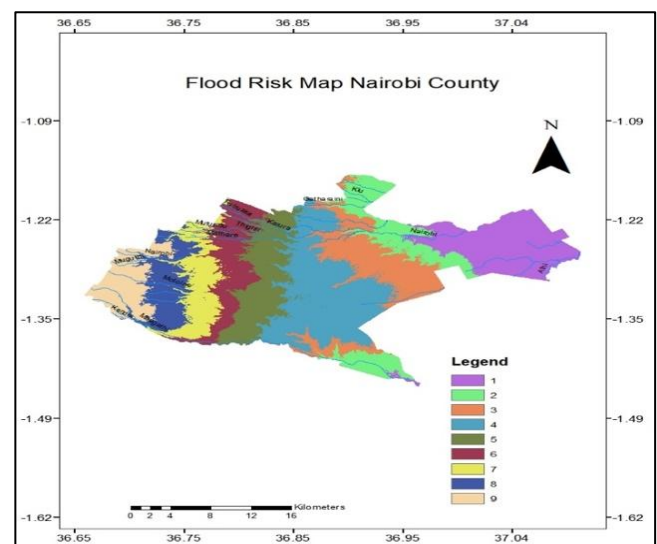 36.65 36.75 36.85 36.95 37.04
Flood Risk Map Nairobi County
N
-1.09 -1.09
-1.22 -1.22
-1.35 -1.35
-1.49 -1.49
-1.62 -1.62
Kiu
Nairobi
Legend
1
2
3
4
5
6
7
8
9
Kilometers
0 2 4 8 12 16
36.65 36.75 36.85 36.95 37.04